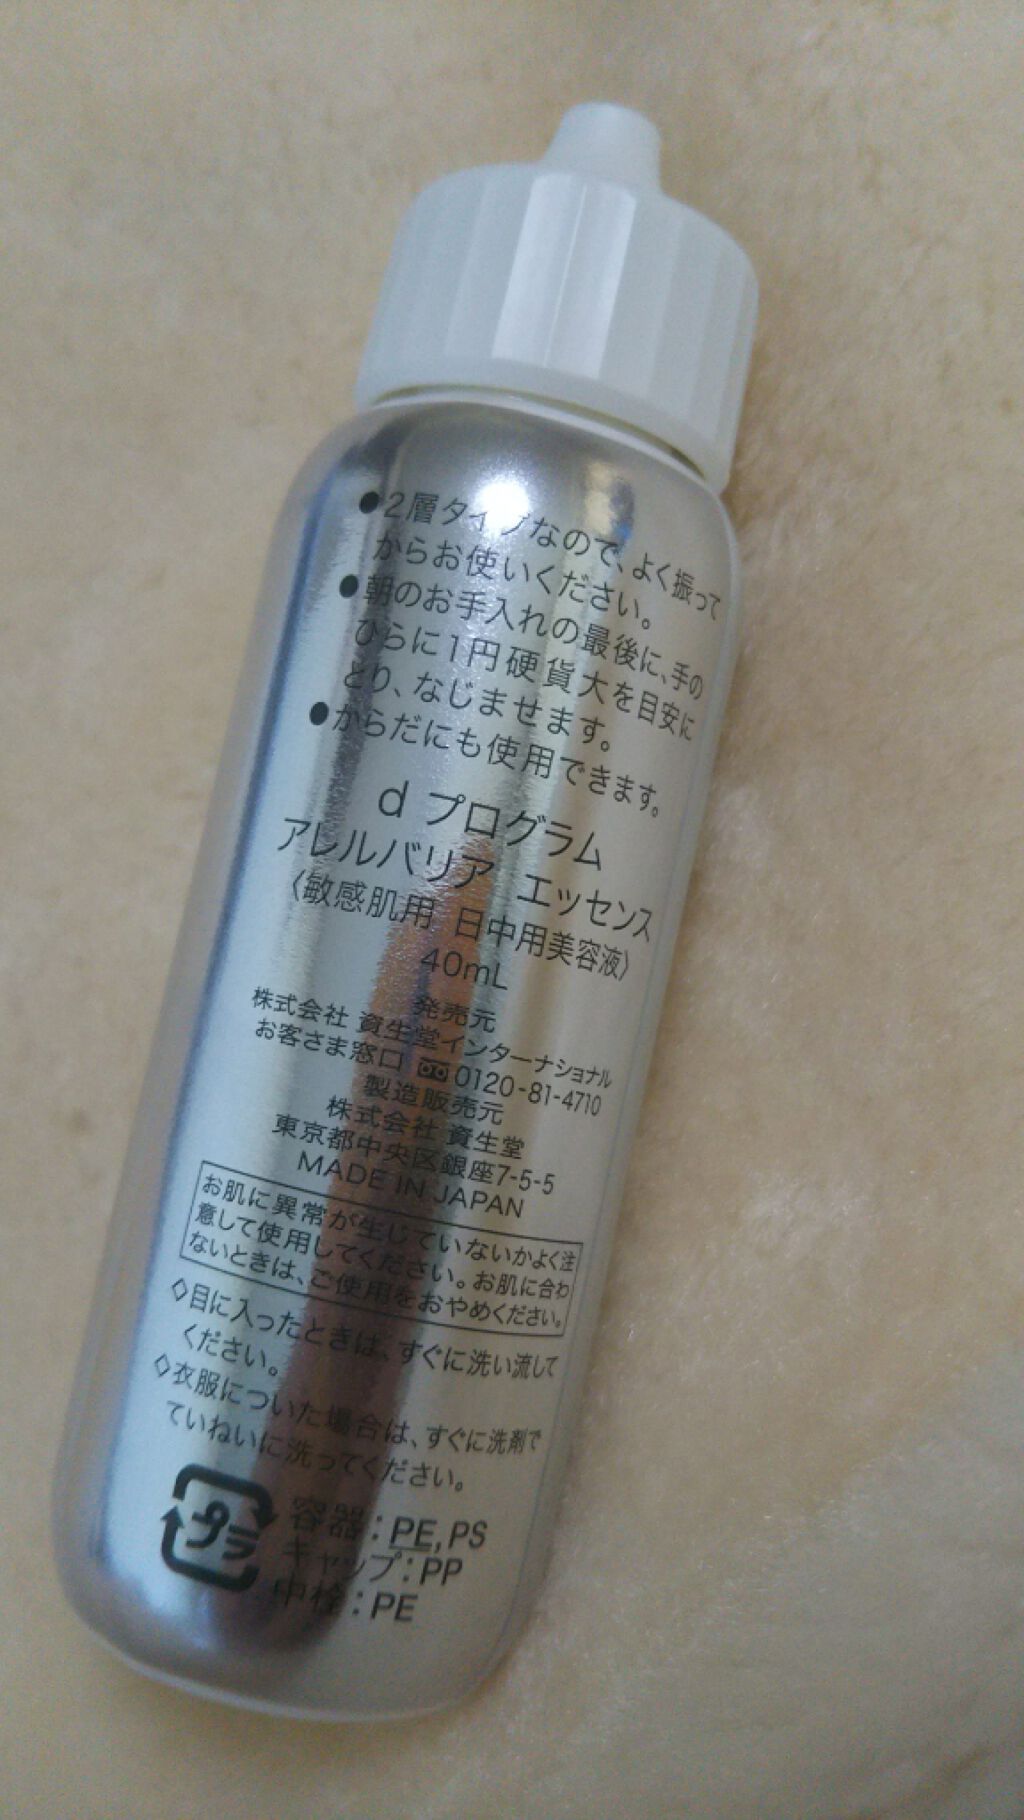 ●2層タイプなので、よく振って
からお使いください。
●朝のお手入れの最後に、手の
ひらに1円硬貨大を目安に
とり、なじませます。
●からだにも使用できます。
d プログラム
アレルバリア エッセンス
〈敏感肌用 日中用美容液〉
40mL
発売元
株式会社 資生堂インターナショナル
お客さま窓口 0120-81-4710
製造販売元
株式会社 資生堂
東京都中央区銀座7-5-5
MADE IN JAPAN
お肌に異常が生じていないかよく注
意して使用してください。お肌に合わ
ないときは、ご使用をおやめください。
◇目に入ったときは、すぐに洗い流して
ください。
◇衣服についた場合は、すぐに洗剤で
ていねいに洗ってください。
プラ
容器:PE,PS
キャップ:PP
中栓:PE